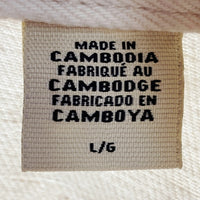 MADE IN
CAMBODIA
FABRIQUÉ AU
CAMBODGE
FABRICADO EN
CAMBOYA
L/G